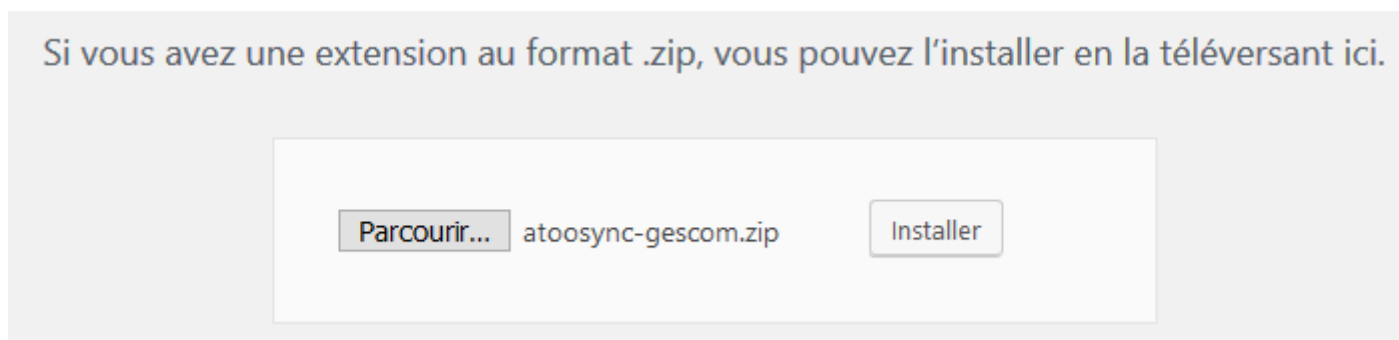 Si vous avez une extension au format .zip, vous pouvez l’installer en la téléversant ici.
Parcourir... atoosync-gescom.zip Installer